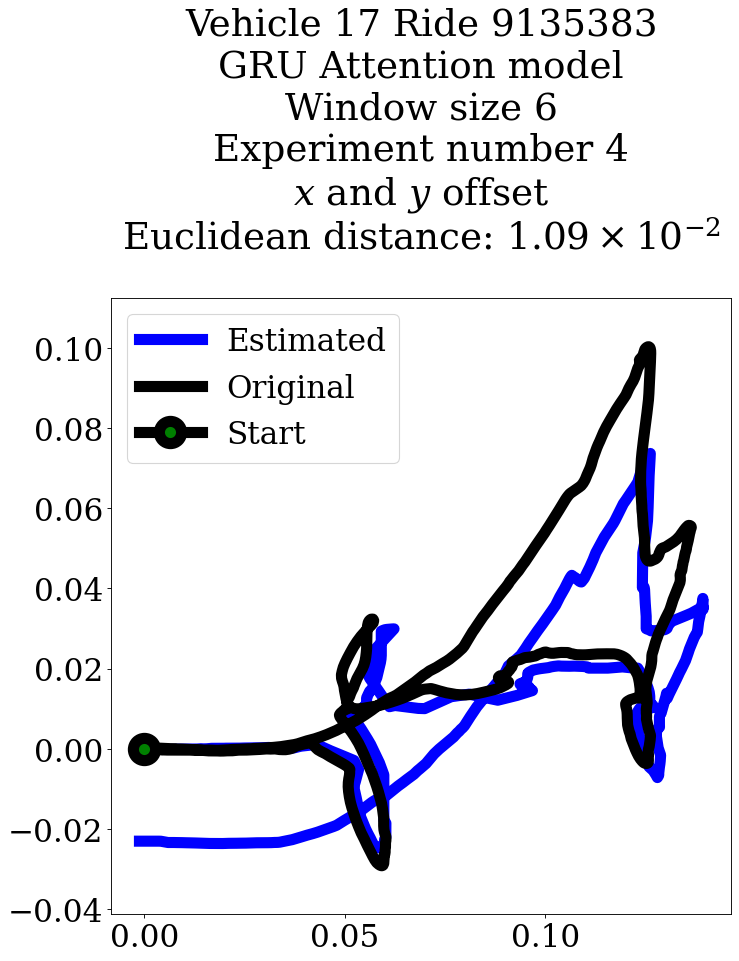 Vehicle 17 Ride 9135383
GRU Attention model
Window size 6
Experiment number 4
x and y offset
Euclidean distance: 1.09 × 10⁻²
Estimated
Original
Start
0.10
0.08
0.06
0.04
0.02
0.00
−0.02
−0.04
0.00 0.05 0.10